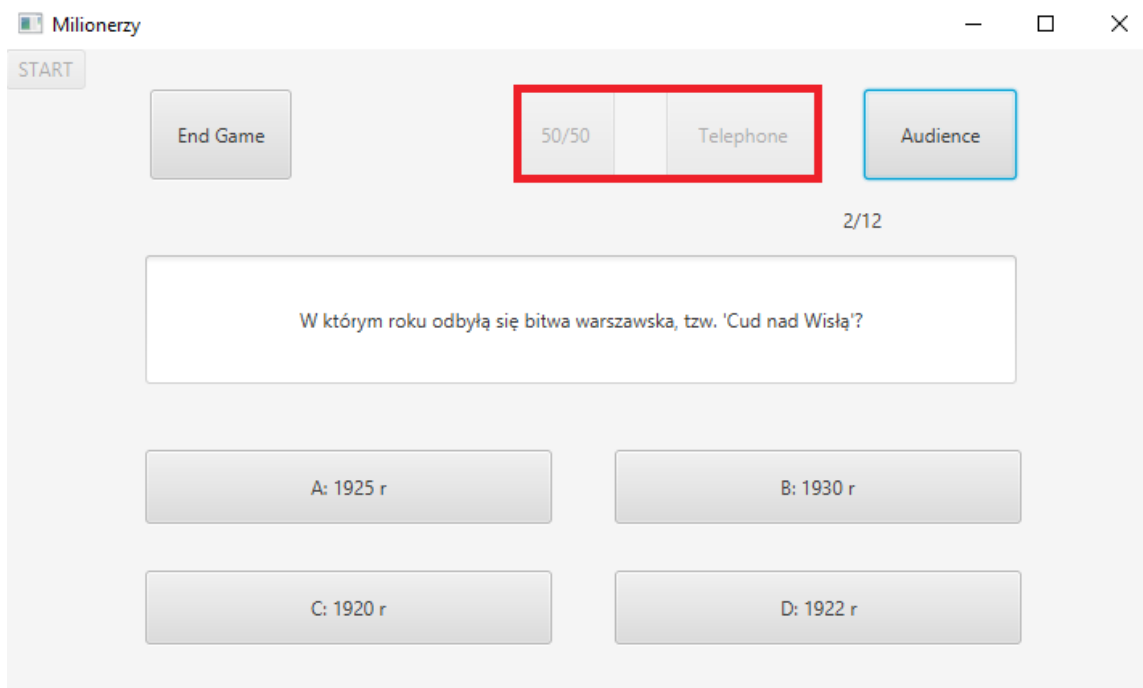 Milionerzy
START
End Game
50/50
Telephone
Audience
2/12
W którym roku odbyłą się bitwa warszawska, tzw. 'Cud nad Wisłą'?
A: 1925 r
B: 1930 r
C: 1920 r
D: 1922 r